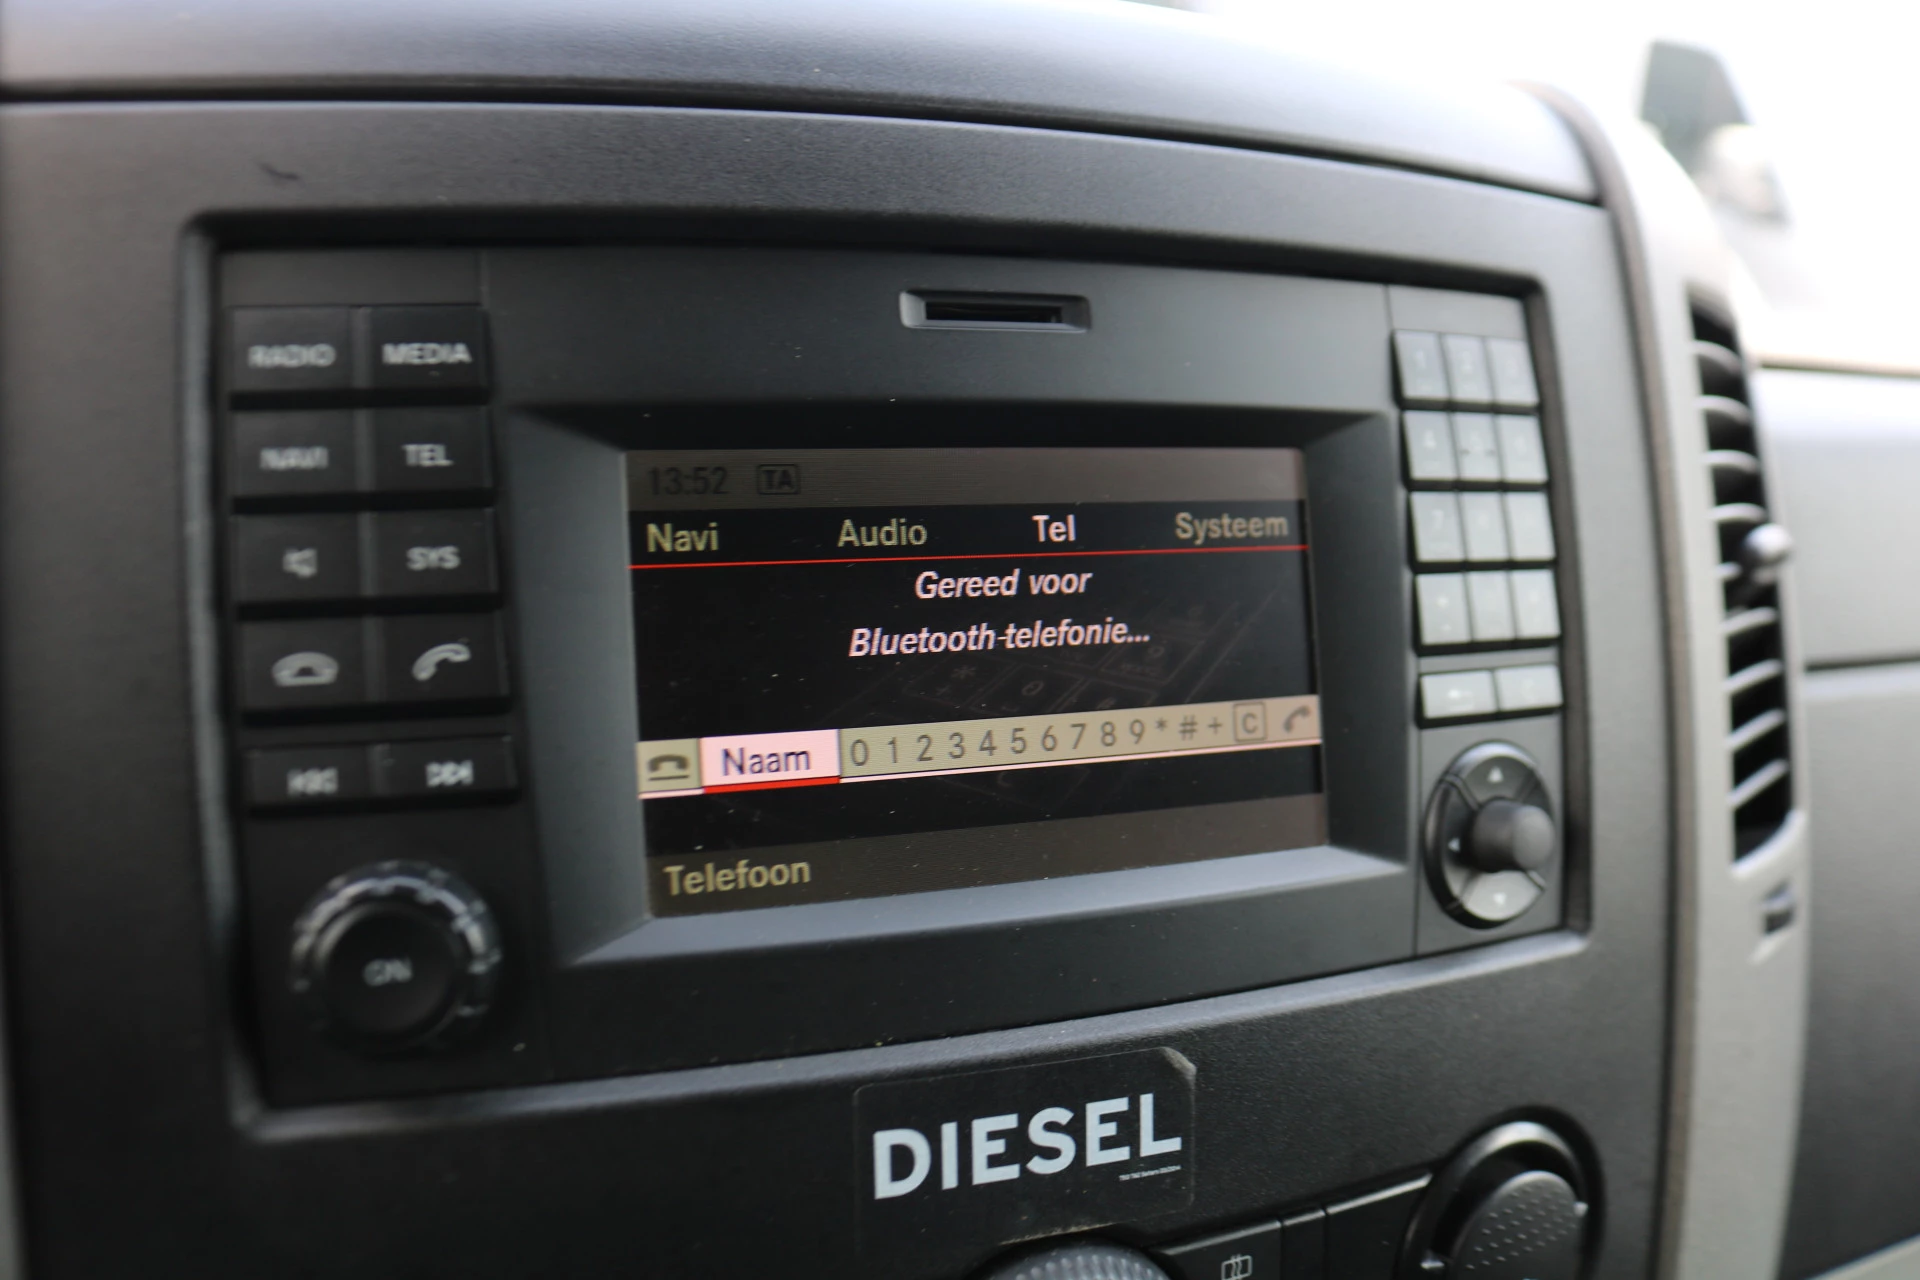 RADIO MEDIA
NAVI TEL
SYS
ON
13:52 TA
Navi Audio Tel Systeem
Gereed voor
Bluetooth-telefonie...
Naam 0 1 2 3 4 5 6 7 8 9 * # + C
Telefoon
DIESEL